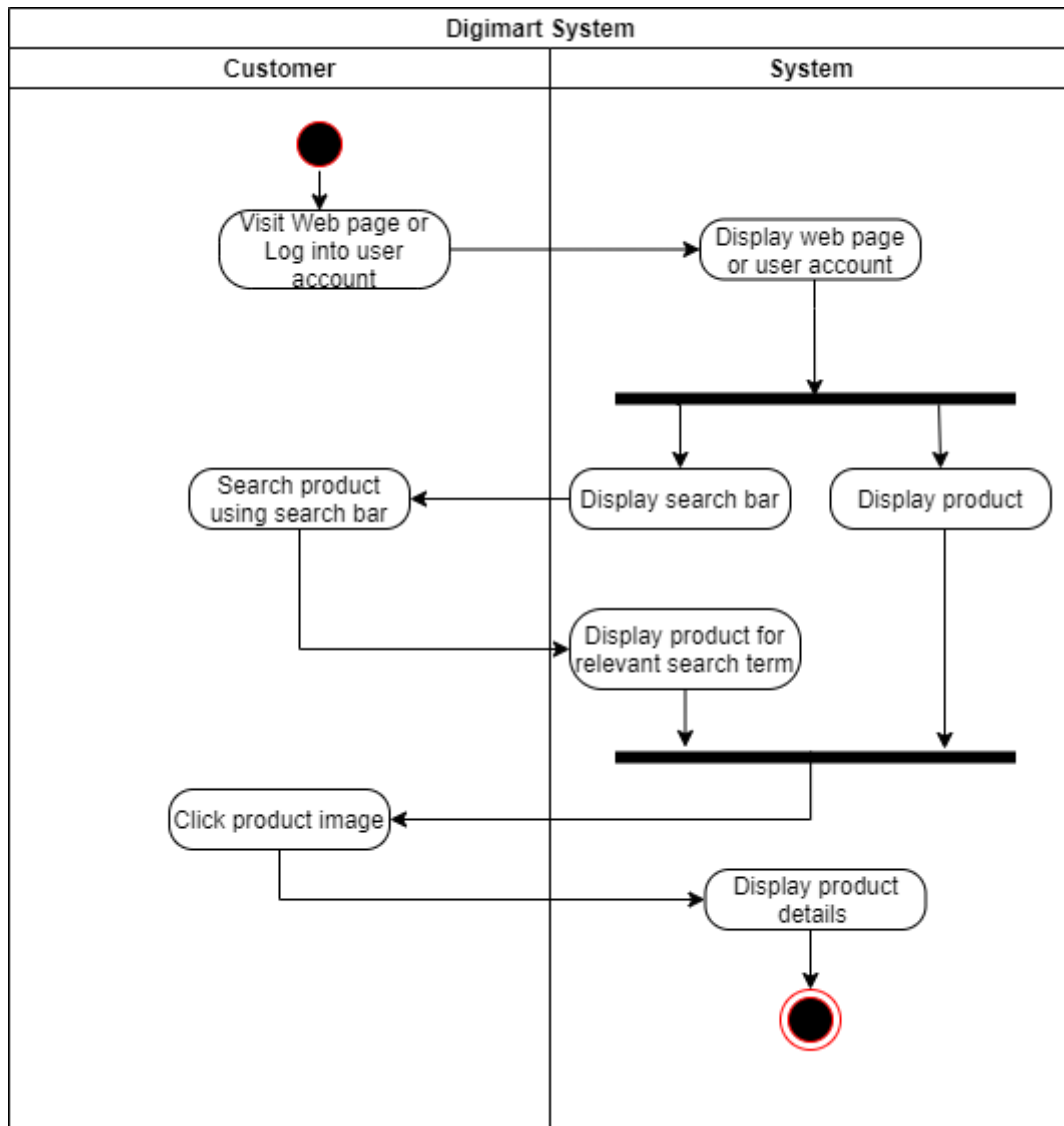 Digimart System
Customer
System
Visit Web page or
Log into user
account
Display web page
or user account
Search product
using search bar
Display search bar
Display product
Display product for
relevant search term
Click product image
Display product
details